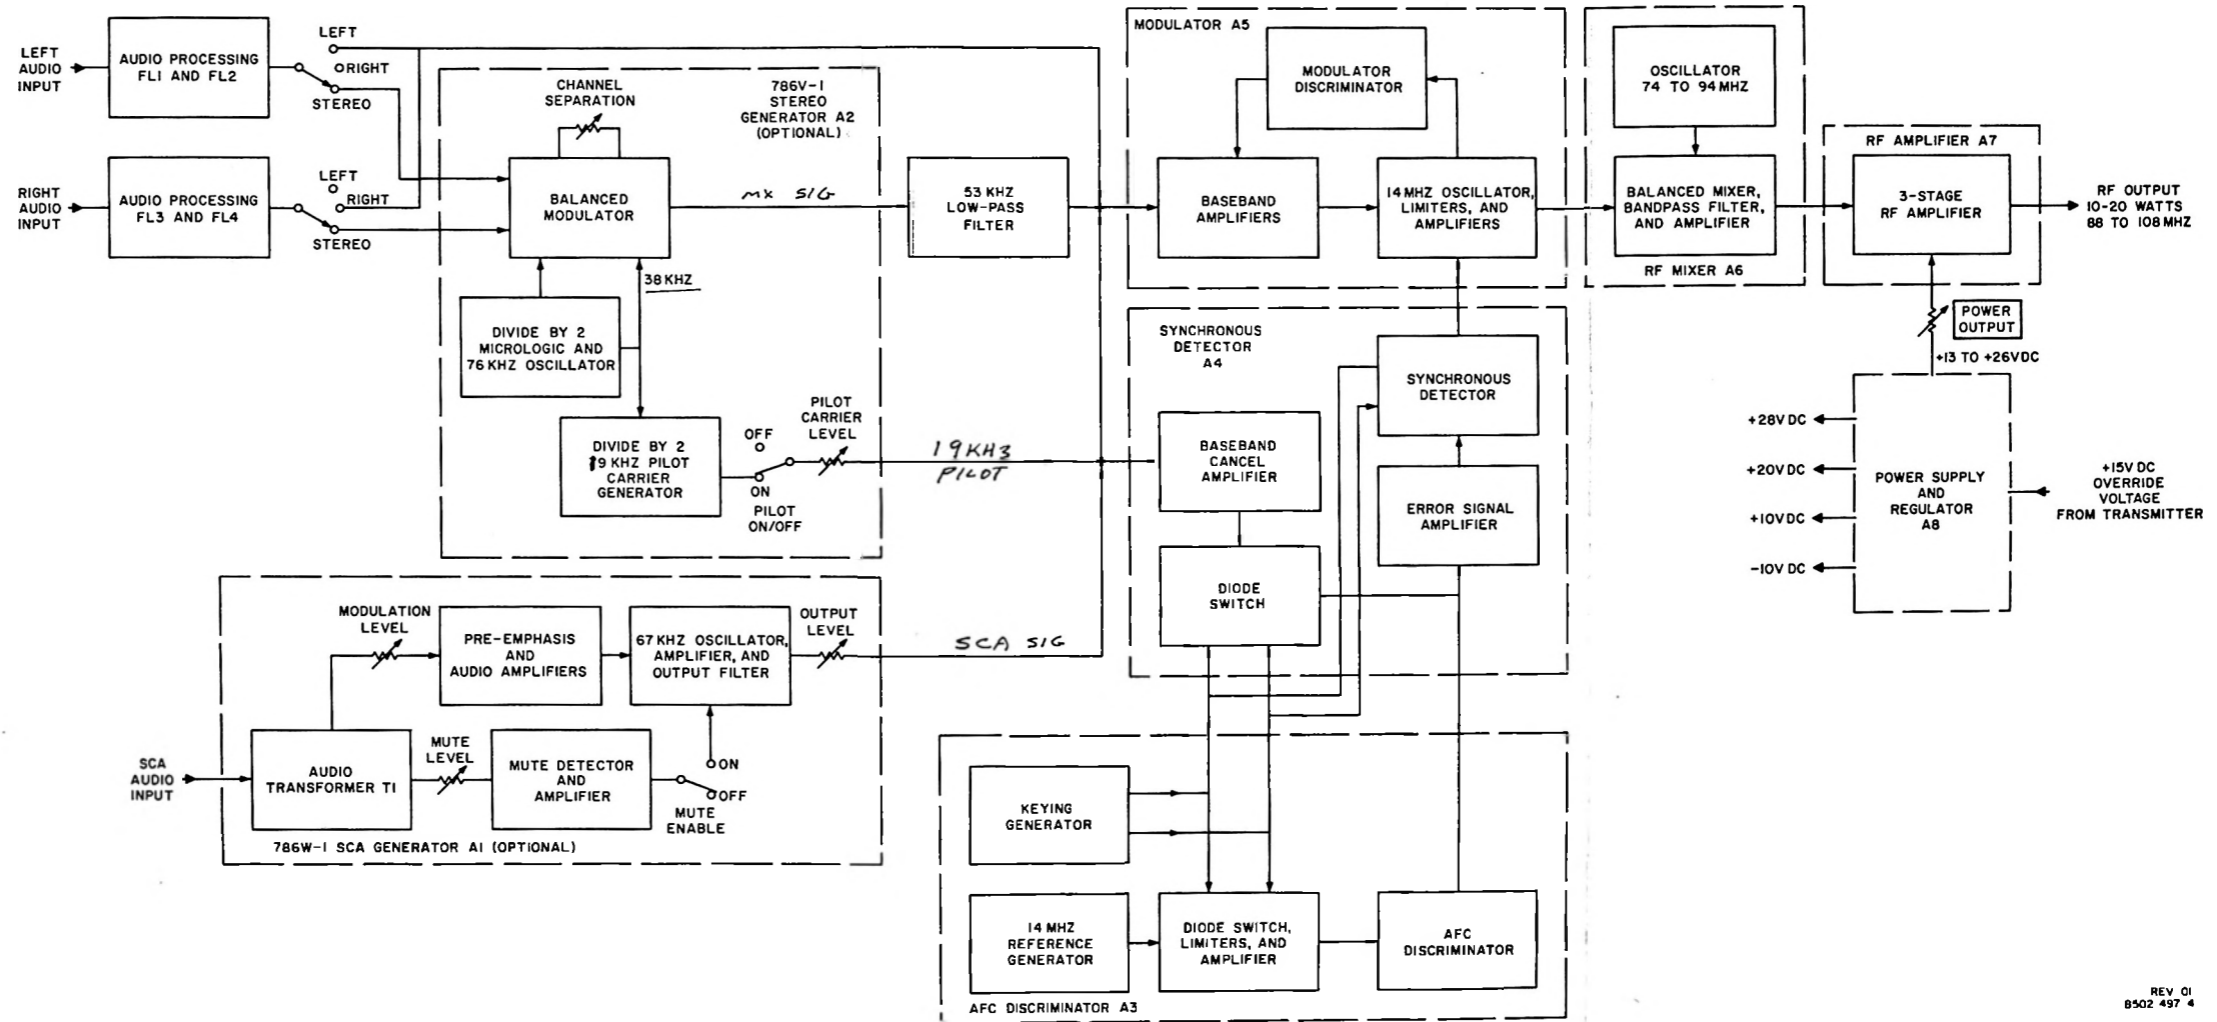 LEFT
AUDIO
INPUT
AUDIO PROCESSING
FL1 AND FL2
LEFT
RIGHT
STEREO
RIGHT
AUDIO
INPUT
AUDIO PROCESSING
FL3 AND FL4
LEFT
RIGHT
STEREO
CHANNEL
SEPARATION
786V-1
STEREO
GENERATOR A2
(OPTIONAL)
BALANCED
MODULATOR
MX SIG
38 KHZ
DIVIDE BY 2
MICROLOGIC AND
76 KHZ OSCILLATOR
DIVIDE BY 2
19 KHZ PILOT
CARRIER
GENERATOR
OFF
ON
PILOT
ON/OFF
PILOT
CARRIER
LEVEL
19KHz
PILOT
53 KHZ
LOW-PASS
FILTER
SCA
AUDIO
INPUT
AUDIO
TRANSFORMER T1
MODULATION
LEVEL
PRE-EMPHASIS
AND
AUDIO AMPLIFIERS
67 KHZ OSCILLATOR,
AMPLIFIER, AND
OUTPUT FILTER
OUTPUT
LEVEL
SCA SIG
MUTE
LEVEL
MUTE DETECTOR
AND
AMPLIFIER
ON
OFF
MUTE
ENABLE
786W-1 SCA GENERATOR A1 (OPTIONAL)
MODULATOR A5
MODULATOR
DISCRIMINATOR
BASEBAND
AMPLIFIERS
14 MHZ OSCILLATOR,
LIMITERS, AND
AMPLIFIERS
SYNCHRONOUS
DETECTOR
A4
SYNCHRONOUS
DETECTOR
BASEBAND
CANCEL
AMPLIFIER
ERROR SIGNAL
AMPLIFIER
DIODE
SWITCH
KEYING
GENERATOR
14 MHZ
REFERENCE
GENERATOR
DIODE SWITCH,
LIMITERS, AND
AMPLIFIER
AFC
DISCRIMINATOR
AFC DISCRIMINATOR A3
OSCILLATOR
74 TO 94 MHZ
BALANCED MIXER,
BANDPASS FILTER,
AND AMPLIFIER
RF MIXER A6
RF AMPLIFIER A7
3-STAGE
RF AMPLIFIER
RF OUTPUT
10-20 WATTS
88 TO 108 MHZ
POWER
OUTPUT
+13 TO +26VDC
+28V DC
+20V DC
+10V DC
-10V DC
POWER SUPPLY
AND
REGULATOR
A8
+15V DC
OVERRIDE
VOLTAGE
FROM TRANSMITTER
REV 01
8502 497 4